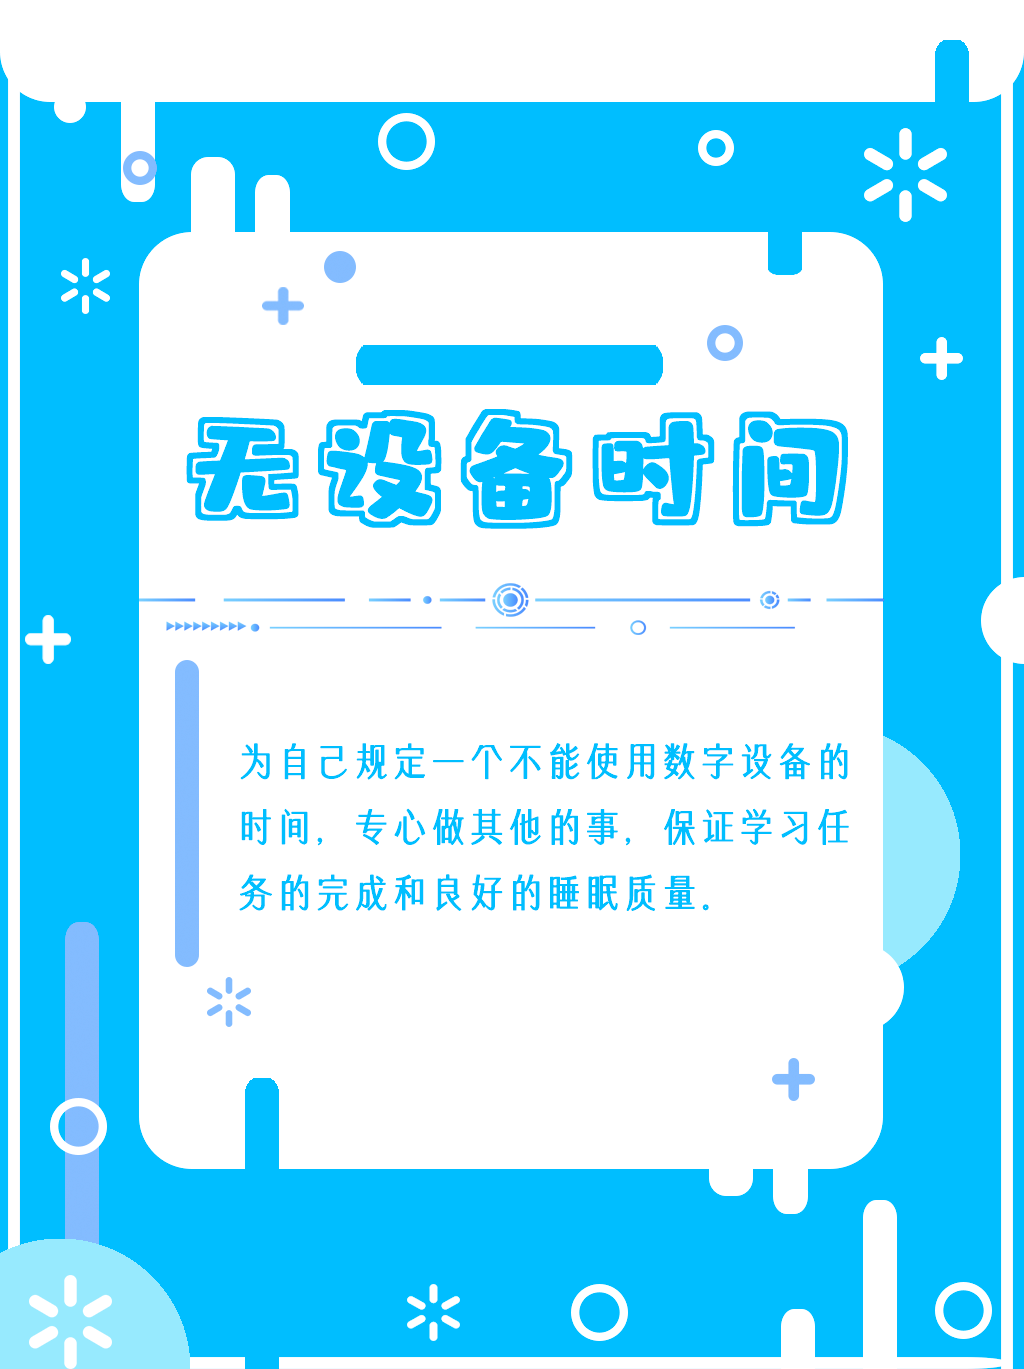 无设备时间
为自己规定一个不能使用数字设备的
时间，专心做其他的事，保证学习任
务的完成和良好的睡眠质量。